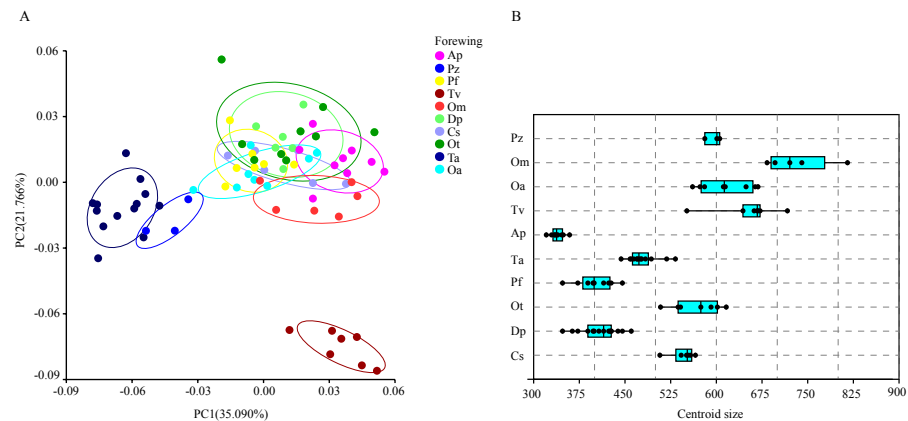 A
B
Forewing
Ap
Pz
Pf
Tv
Om
Dp
Cs
Ot
Ta
Oa
0.06
0.03
0.00
-0.03
-0.06
-0.09
PC2(21.766%)
-0.09 -0.06 -0.03 0.00 0.03 0.06
PC1(35.090%)
Pz
Om
Oa
Tv
Ap
Ta
Pf
Ot
Dp
Cs
300 375 450 525 600 675 750 825 900
Centroid size